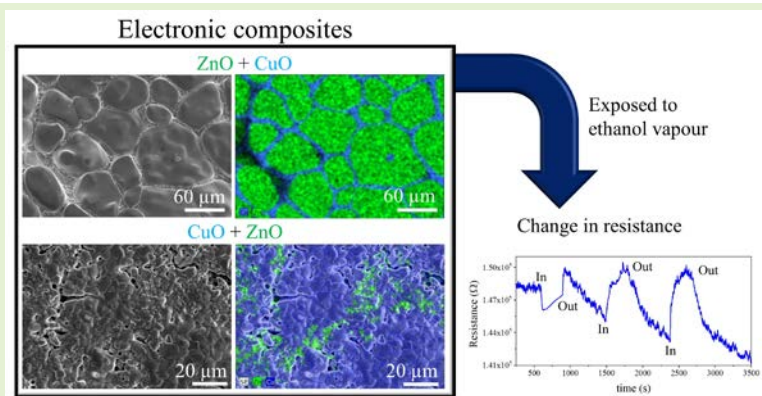 Electronic composites
ZnO + CuO
60 µm
60 µm
CuO + ZnO
20 µm
20 µm
Exposed to
ethanol vapour
Change in resistance
Resistance (Ω)
1.50x10⁵
1.47x10⁵
1.44x10⁵
1.41x10⁵
In
Out
In
Out
In
Out
500
1000
1500
2000
2500
3000
3500
time (s)